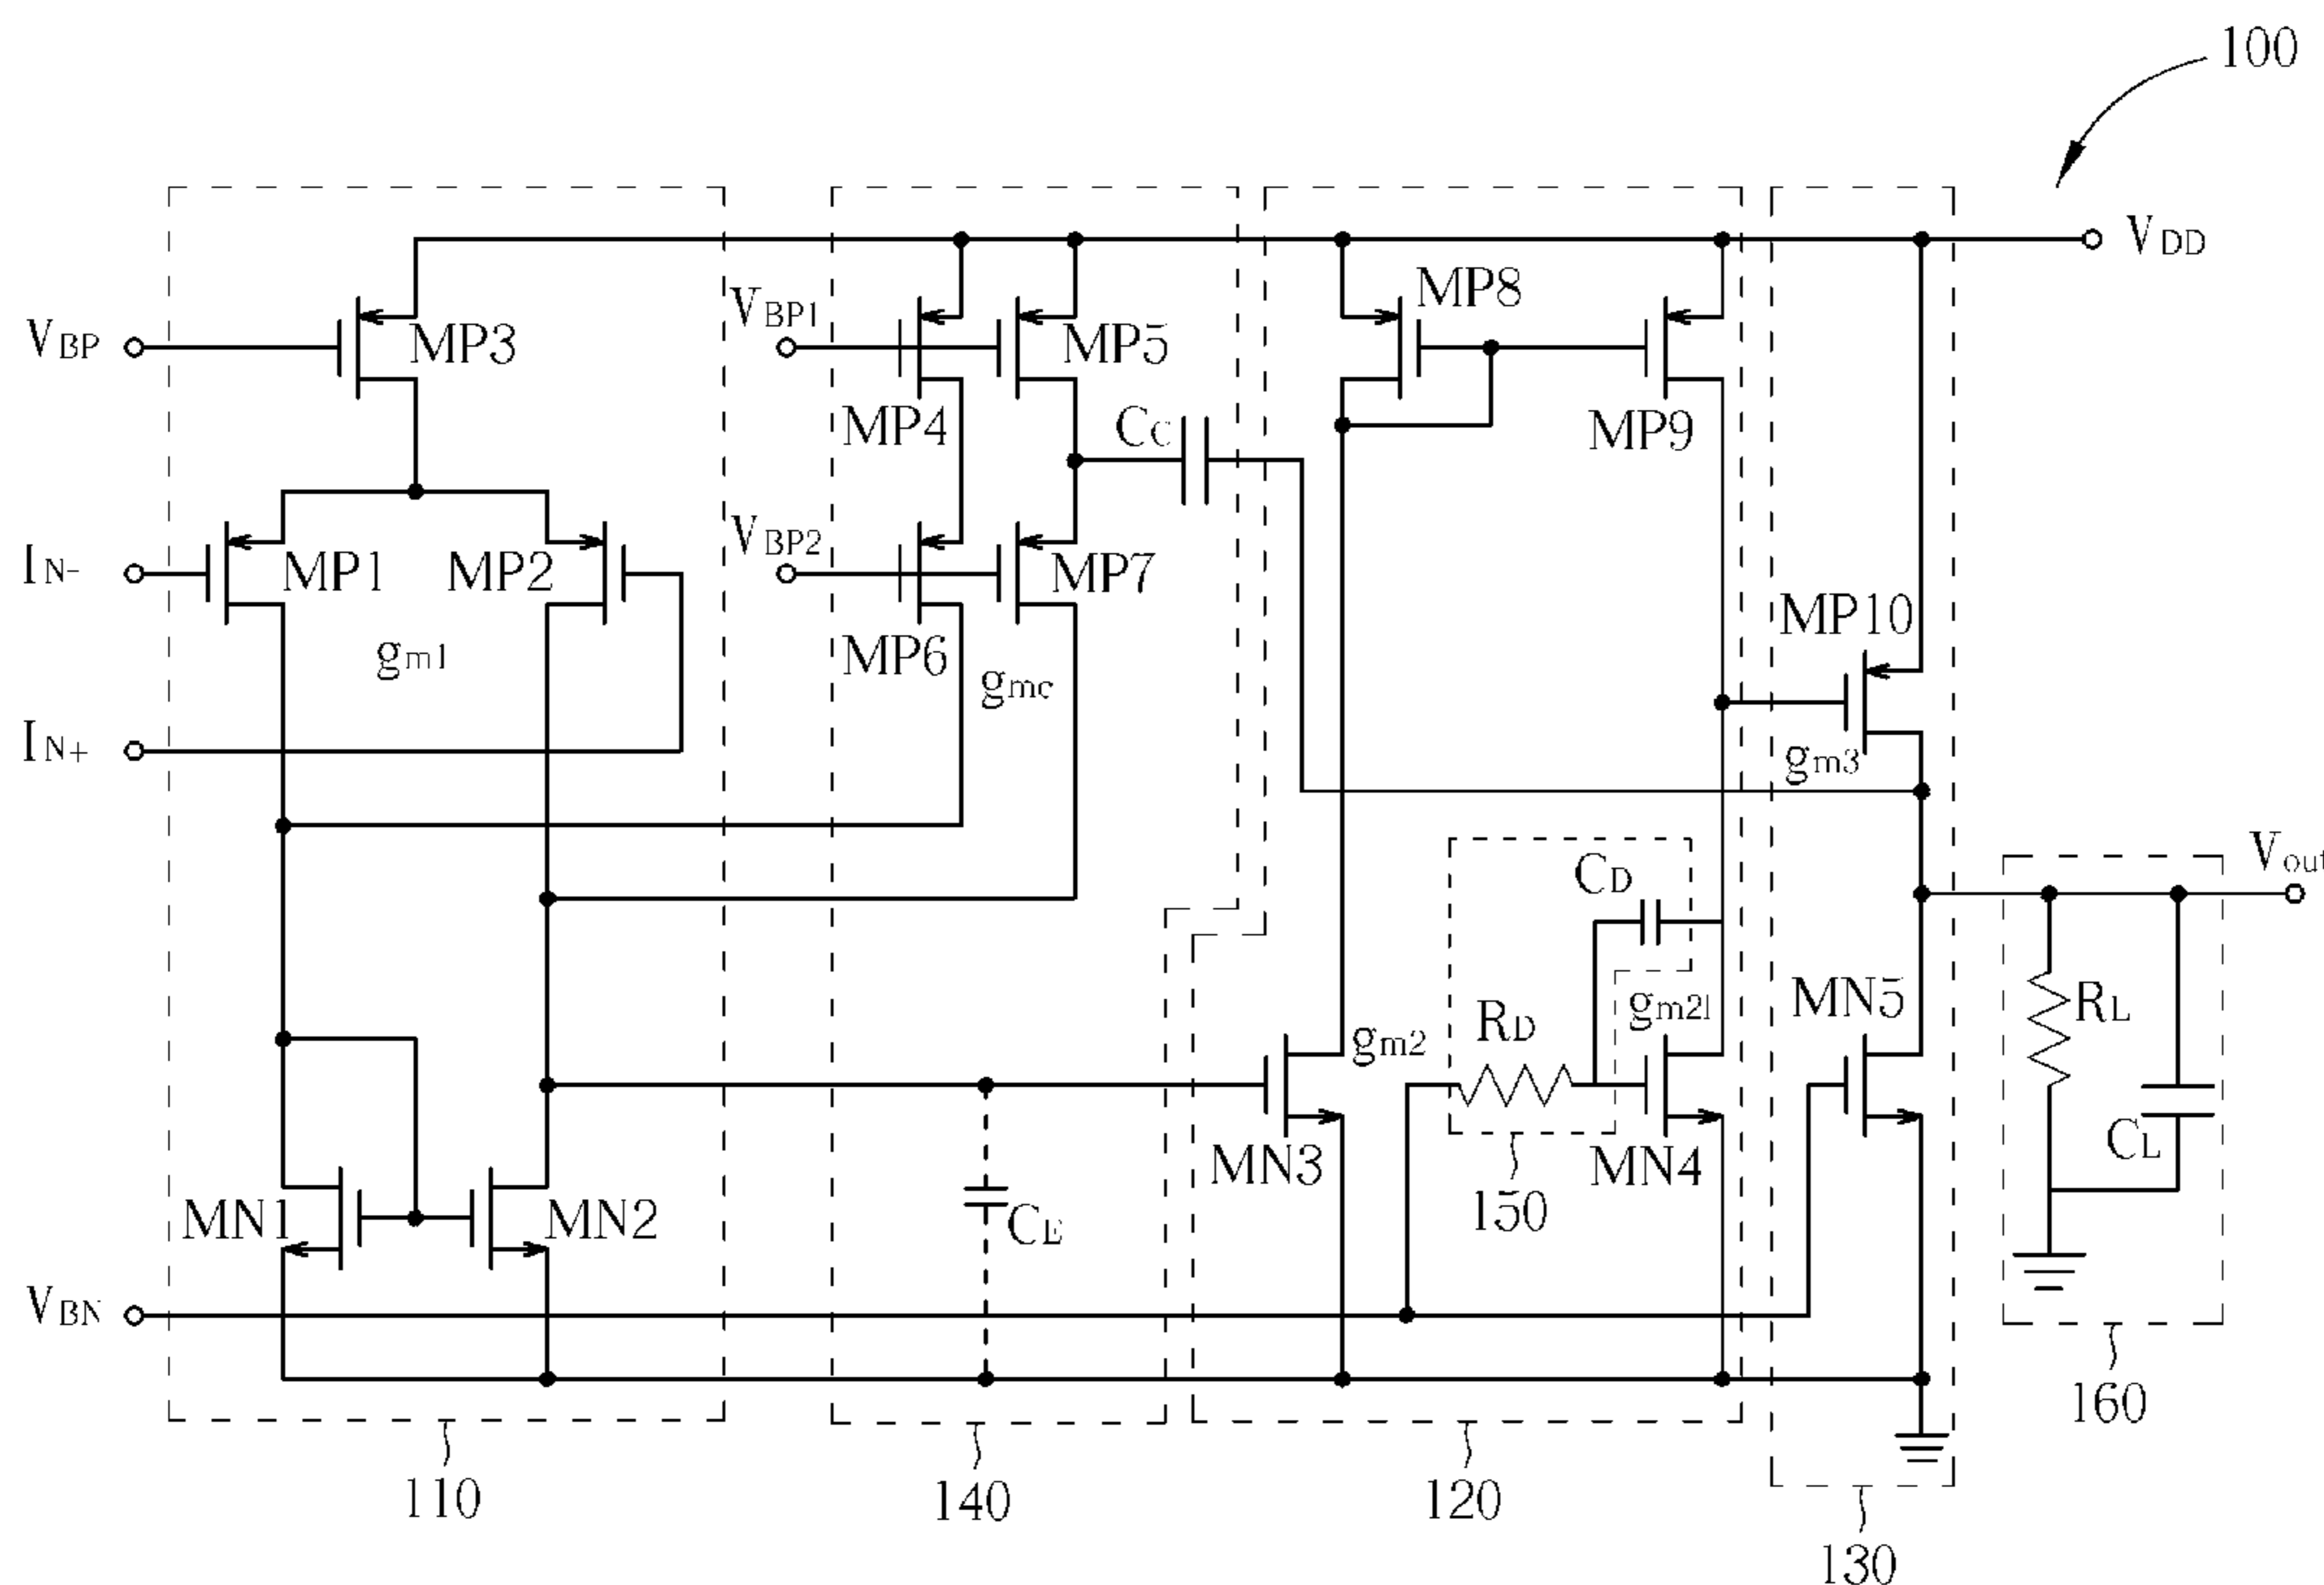 100
VDD
MP8
VBP1
VBP
MP3
MP5
MP4
CC
MP9
VBP2
IN-
MP1
MP2
MP7
MP10
MP6
gm1
gmc
IN+
gm3
Vout
CD
gm2l
MN5
RD
RL
gm2
CL
MN3
MN4
150
MN1
MN2
CE
VBN
160
110
140
120
130